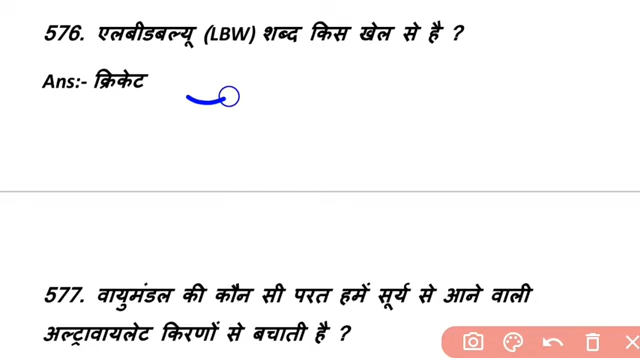 576. एलबीडबल्यू (LBW) शब्द किस खेल से है ?
Ans:- क्रिकेट
577. वायुमंडल की कौन सी परत हमें सूर्य से आने वाली
अल्ट्रावायलेट किरणों से बचाती है ?